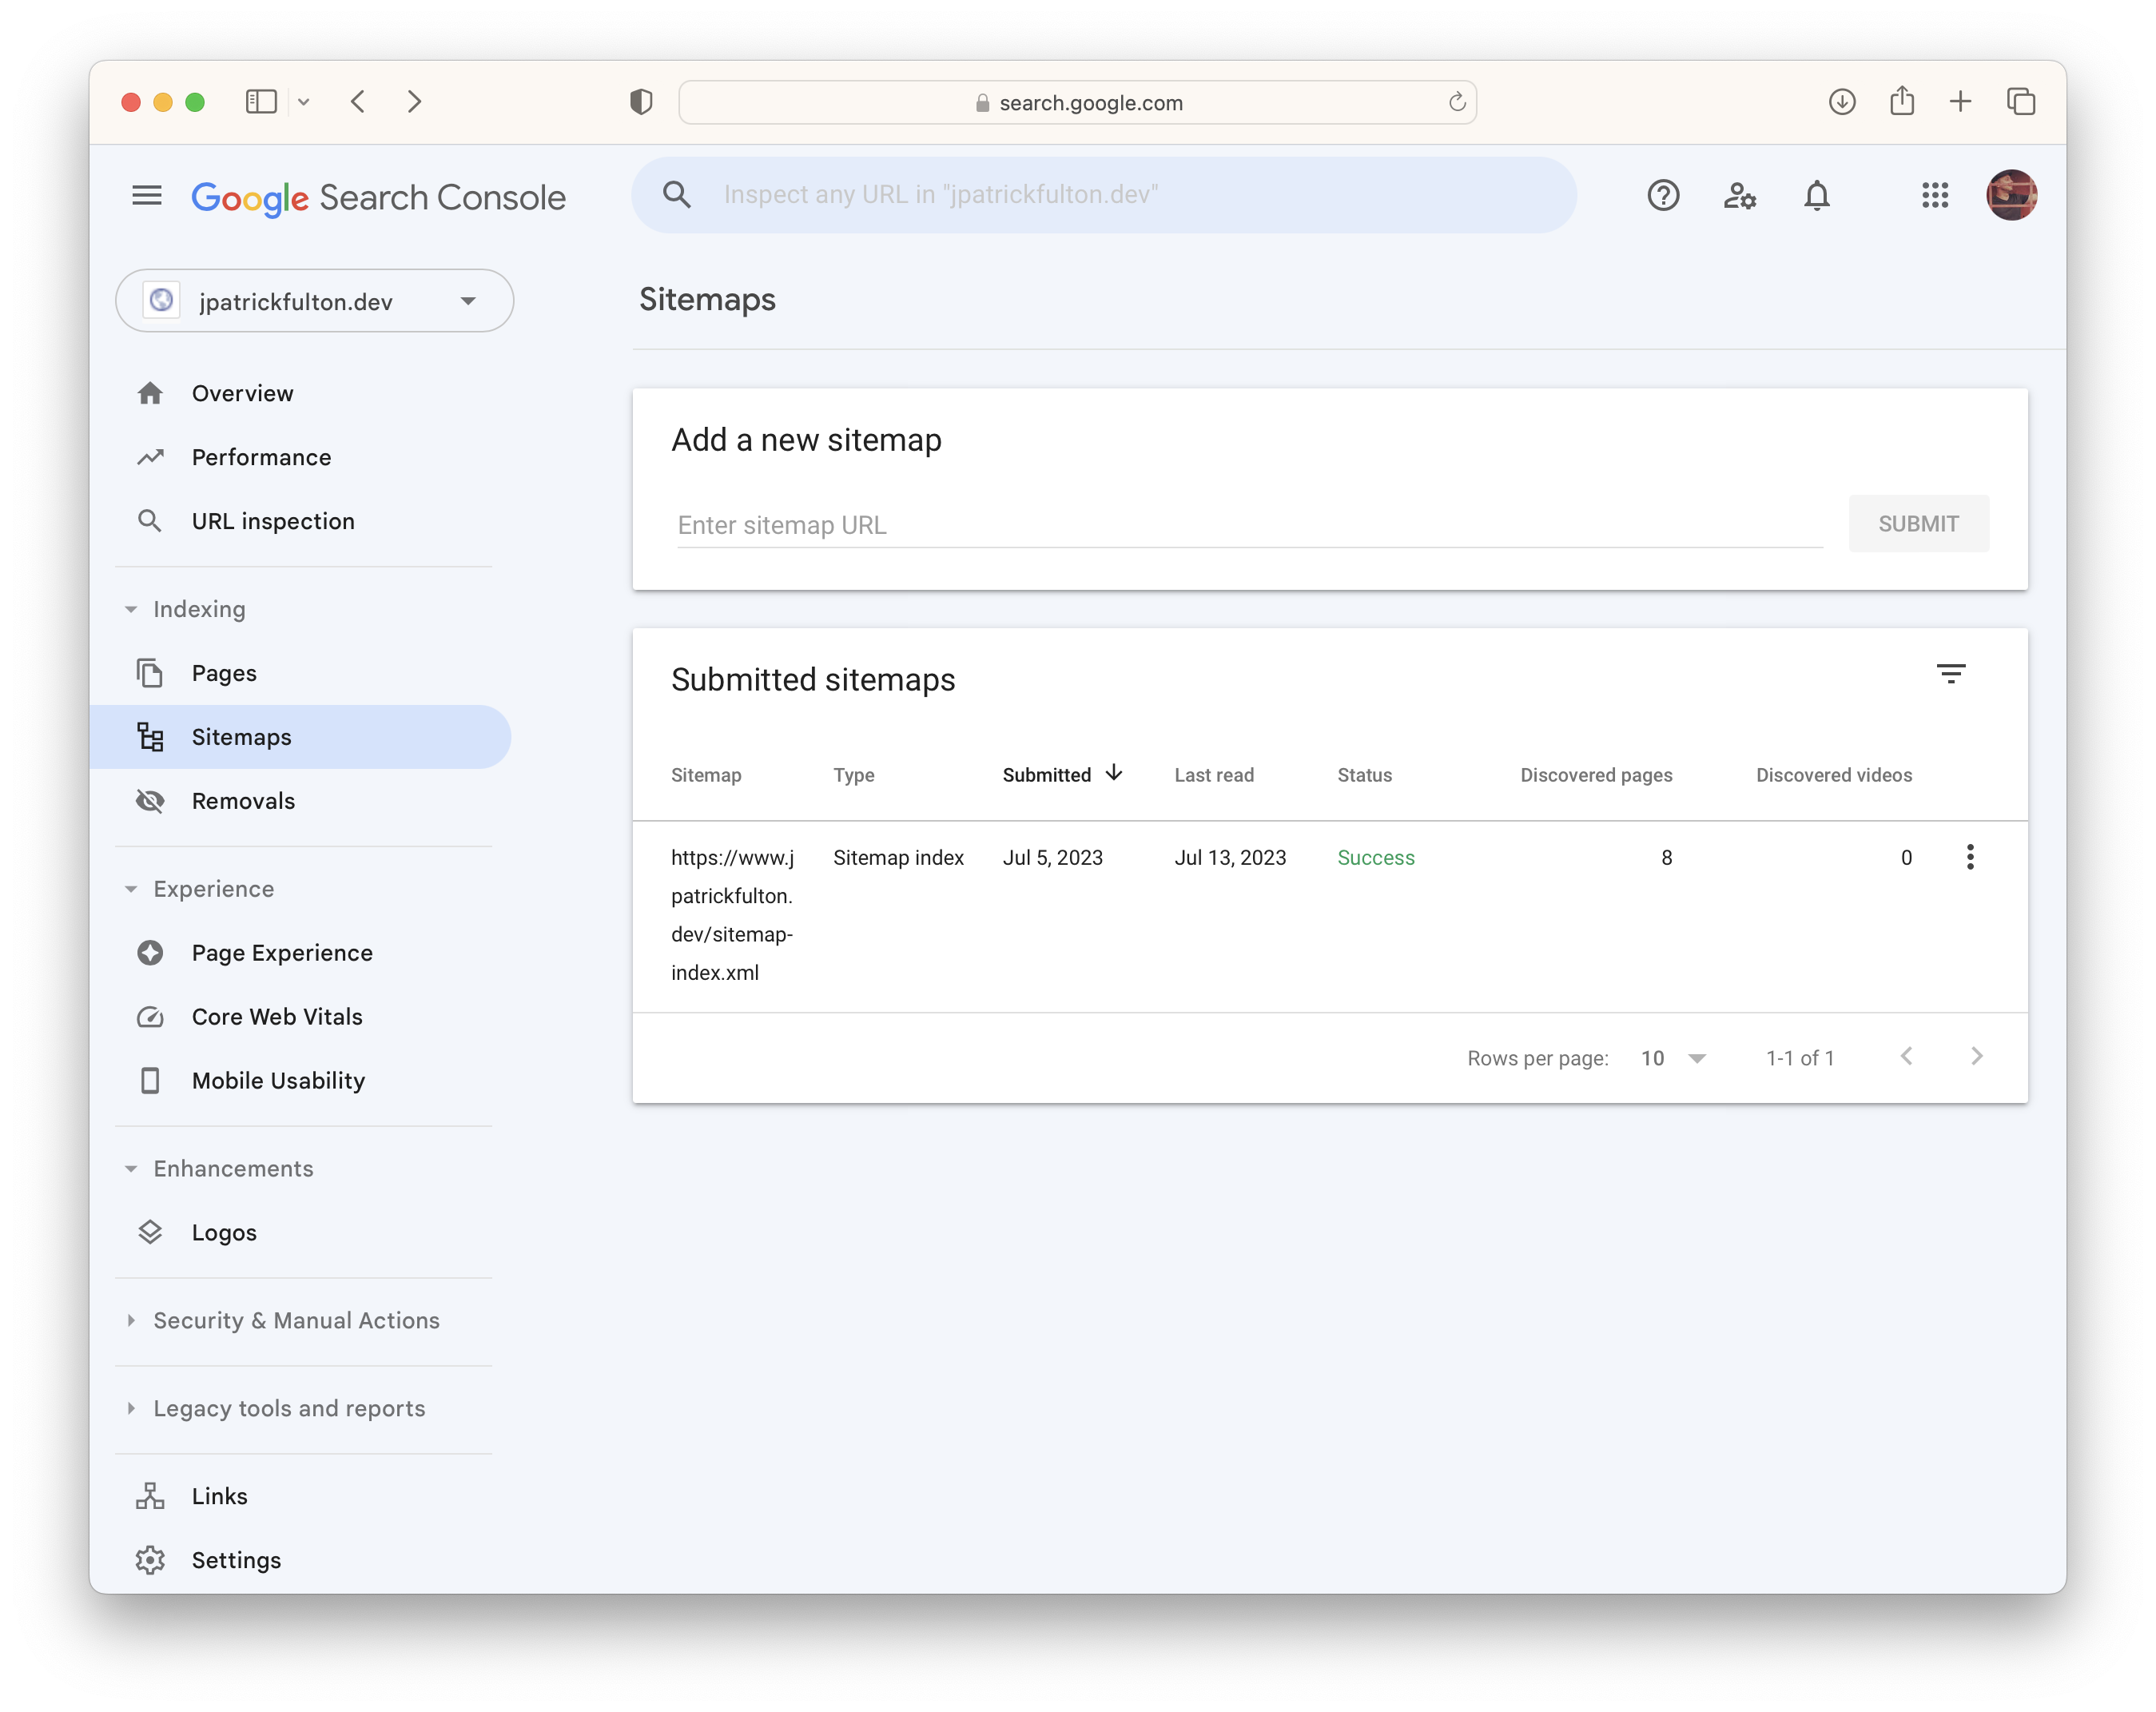 search.google.com
Google Search Console
Inspect any URL in "jpatrickfulton.dev"
jpatrickfulton.dev
Overview
Performance
URL inspection
Indexing
Pages
Sitemaps
Removals
Experience
Page Experience
Core Web Vitals
Mobile Usability
Enhancements
Logos
Security & Manual Actions
Legacy tools and reports
Links
Settings
Sitemaps
Add a new sitemap
Enter sitemap URL
SUBMIT
Submitted sitemaps
Sitemap Type Submitted Last read Status Discovered pages Discovered videos
https://www.j Sitemap index Jul 5, 2023 Jul 13, 2023 Success 8 0
patrickfulton.
dev/sitemap-
index.xml
Rows per page: 10 1-1 of 1